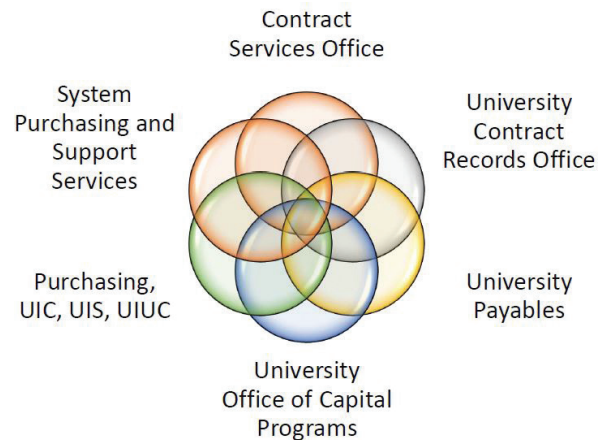 Contract
Services Office
System
Purchasing and
Support
Services
University
Contract
Records Office
Purchasing,
UIC, UIS, UIUC
University
Payables
University
Office of Capital
Programs